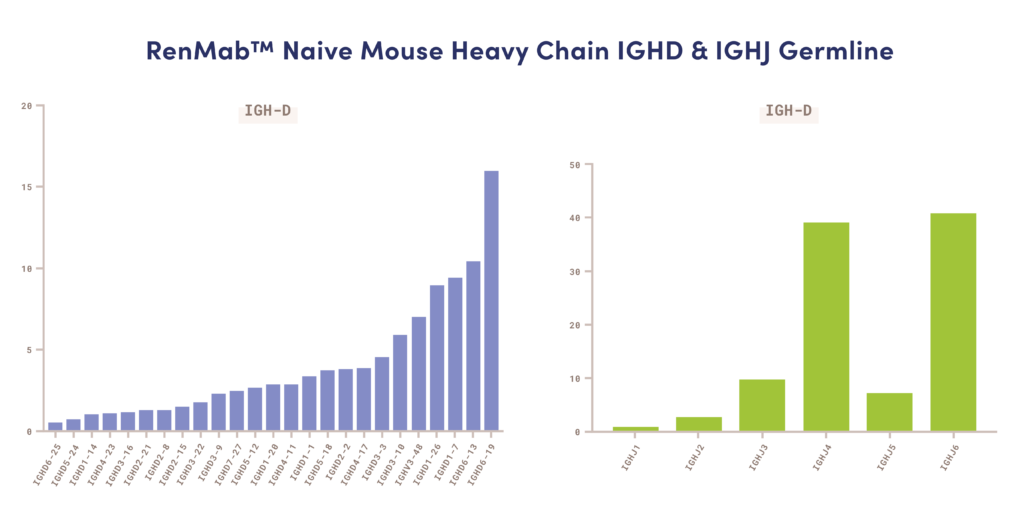 RenMab™ Naive Mouse Heavy Chain IGHD & IGHJ Germline
IGH-D
20
15
10
5
0
IGHD6-25
IGHD5-24
IGHD1-14
IGHD4-23
IGHD3-16
IGHD2-21
IGHD2-8
IGHD2-15
IGHD3-22
IGHD3-9
IGHD7-27
IGHD5-12
IGHD1-20
IGHD4-11
IGHD1-1
IGHD5-18
IGHD2-2
IGHD4-17
IGHD3-3
IGHD3-10
IGHV3-48
IGHD1-26
IGHD1-7
IGHD6-13
IGHD6-19
IGH-D
50
40
30
20
10
0
IGHJ1
IGHJ2
IGHJ3
IGHJ4
IGHJ5
IGHJ6